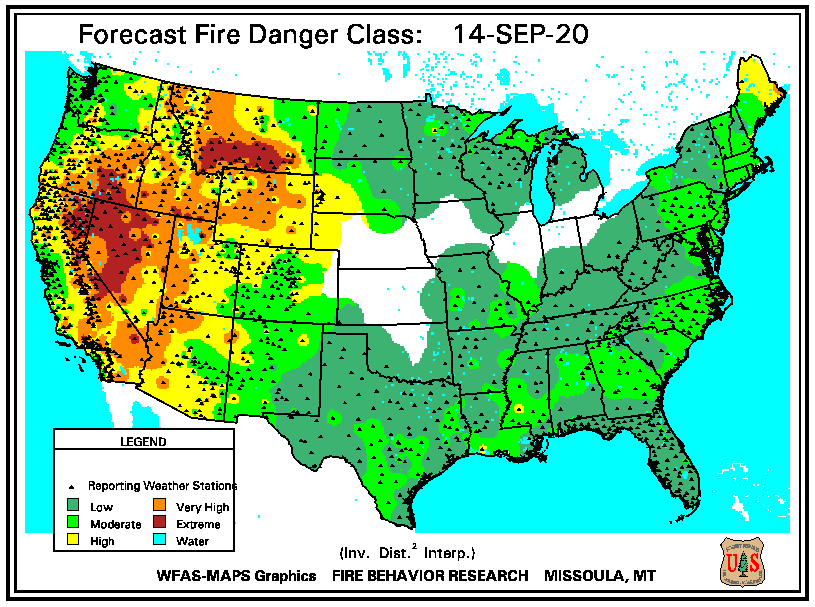 Forecast Fire Danger Class: 14-SEP-20
LEGEND
Reporting Weather Stations
Low Very High
Moderate Extreme
High Water
(Inv. Dist.² Interp.)
WFAS-MAPS Graphics FIRE BEHAVIOR RESEARCH MISSOULA, MT
U S